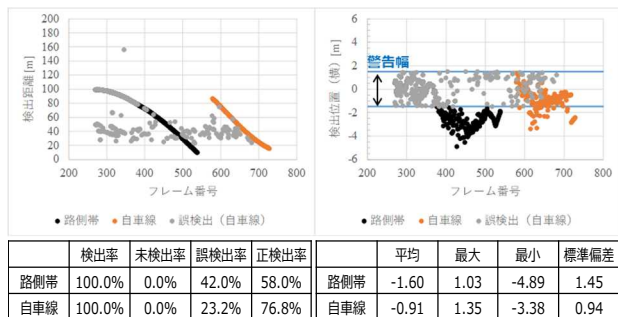 検出距離 [m]
200
180
160
140
120
100
80
60
40
20
0
200 300 400 500 600 700 800
フレーム番号
路側帯 自車線 誤検出（自車線）
検出位置（横）[m]
警告幅
6
4
2
0
-2
-4
-6
200 300 400 500 600 700 800
フレーム番号
路側帯 自車線 誤検出（自車線）
検出率 未検出率 誤検出率 正検出率
路側帯 100.0% 0.0% 42.0% 58.0%
自車線 100.0% 0.0% 23.2% 76.8%
平均 最大 最小 標準偏差
路側帯 -1.60 1.03 -4.89 1.45
自車線 -0.91 1.35 -3.38 0.94